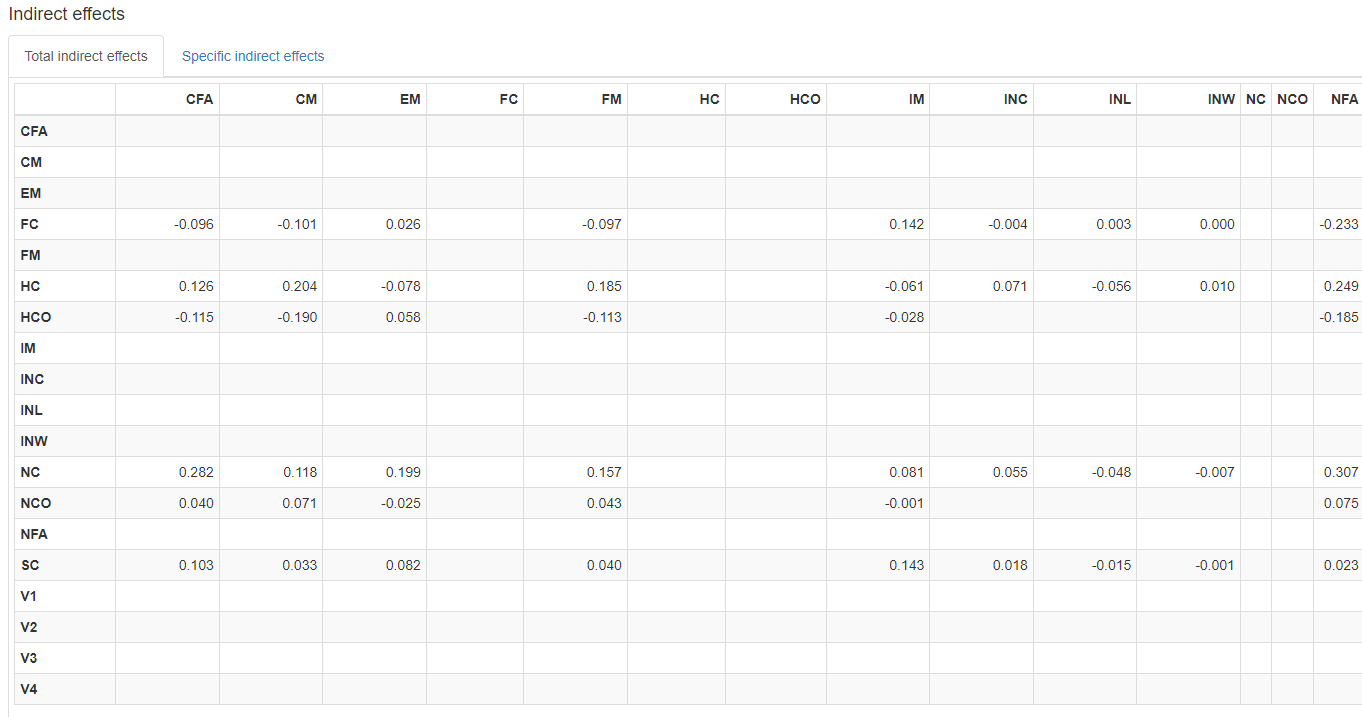 Indirect effects
Total indirect effects Specific indirect effects
CFA CM EM FC FM HC HCO IM INC INL INW NC NCO NFA
CFA
CM
EM
FC -0.096 -0.101 0.026 -0.097 0.142 -0.004 0.003 0.000 -0.233
FM
HC 0.126 0.204 -0.078 0.185 -0.061 0.071 -0.056 0.010 0.249
HCO -0.115 -0.190 0.058 -0.113 -0.028 -0.185
IM
INC
INL
INW
NC 0.282 0.118 0.199 0.157 0.081 0.055 -0.048 -0.007 0.307
NCO 0.040 0.071 -0.025 0.043 -0.001 0.075
NFA
SC 0.103 0.033 0.082 0.040 0.143 0.018 -0.015 -0.001 0.023
V1
V2
V3
V4